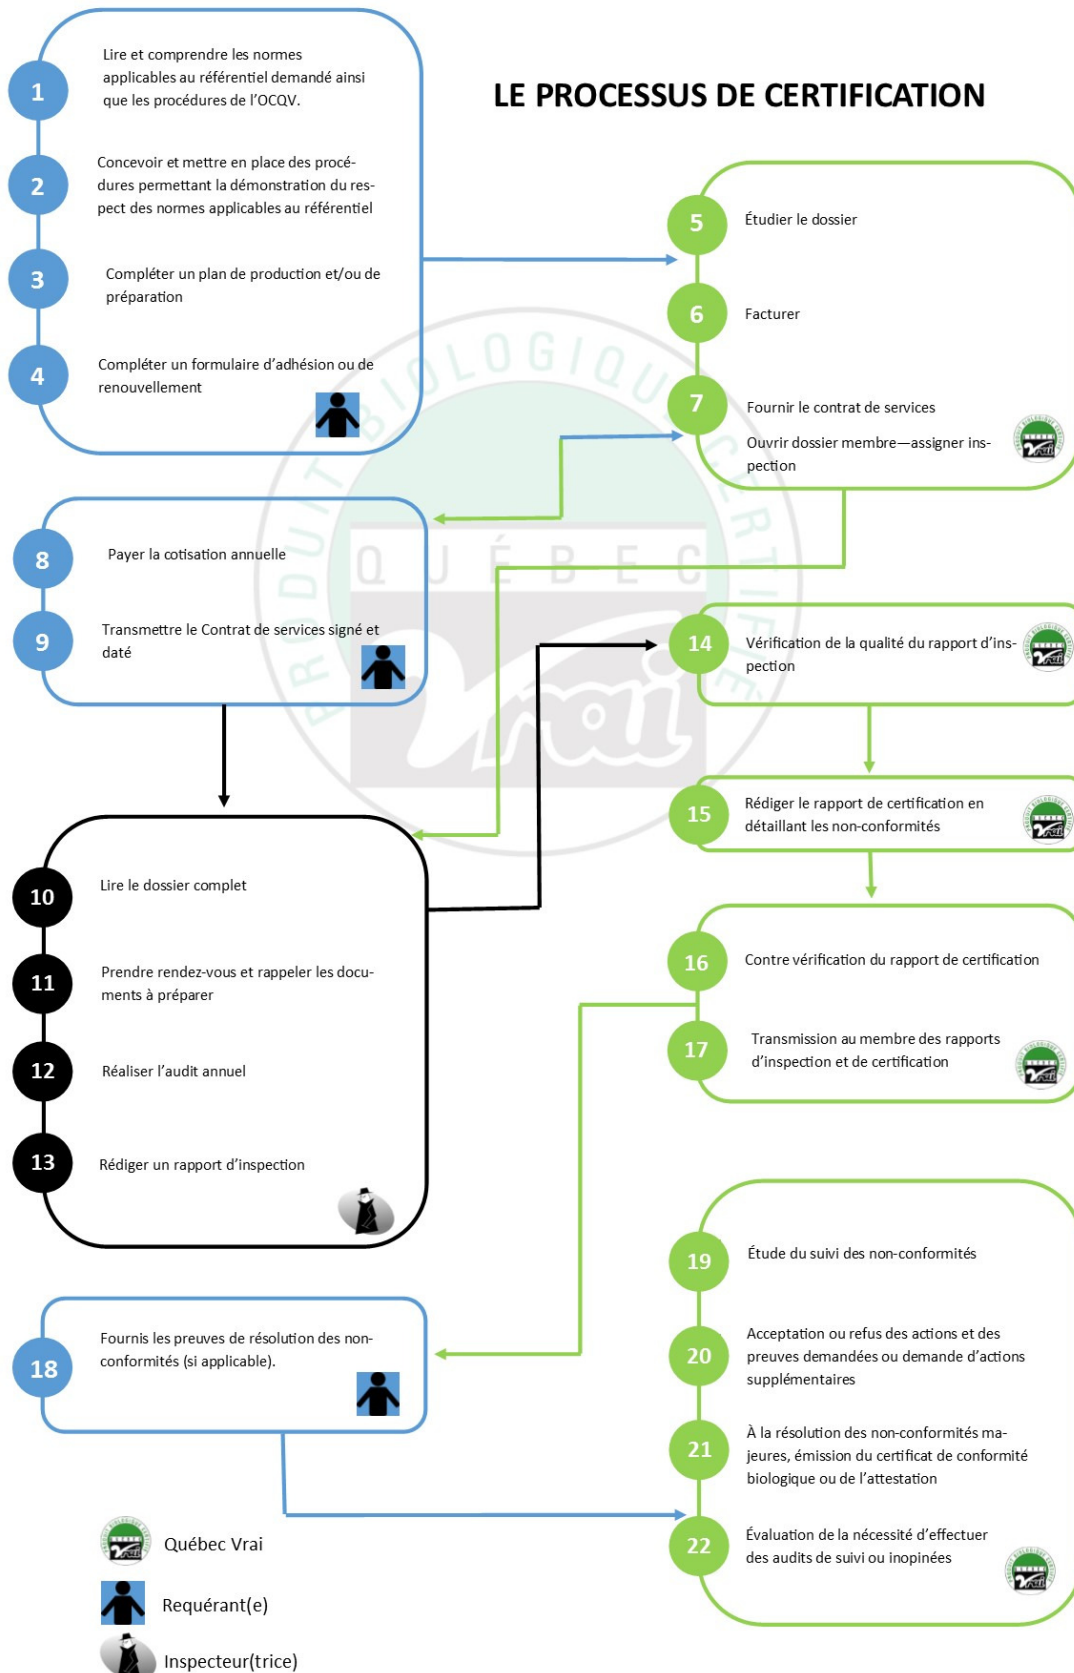 LE PROCESSUS DE CERTIFICATION
1
Lire et comprendre les normes
applicables au référentiel demandé ainsi
que les procédures de l’OCQV.
2
Concevoir et mettre en place des procé-
dures permettant la démonstration du res-
pect des normes applicables au référentiel
3
Compléter un plan de production et/ou de
préparation
4
Compléter un formulaire d’adhésion ou de
renouvellement
5
Étudier le dossier
6
Facturer
7
Fournir le contrat de services
Ouvrir dossier membre—assigner ins-
pection
PRODUIT BIOLOGIQUE CERTIFIÉ
QUÉBEC
Vrai
8
Payer la cotisation annuelle
9
Transmettre le Contrat de services signé et
daté
10
Lire le dossier complet
11
Prendre rendez-vous et rappeler les docu-
ments à préparer
12
Réaliser l’audit annuel
13
Rédiger un rapport d’inspection
14
Vérification de la qualité du rapport d’ins-
pection
15
Rédiger le rapport de certification en
détaillant les non-conformités
16
Contre vérification du rapport de certification
17
Transmission au membre des rapports
d’inspection et de certification
18
Fournis les preuves de résolution des non-
conformités (si applicable).
19
Étude du suivi des non-conformités
20
Acceptation ou refus des actions et des
preuves demandées ou demande d’actions
supplémentaires
21
À la résolution des non-conformités ma-
jeures, émission du certificat de conformité
biologique ou de l’attestation
22
Évaluation de la nécessité d’effectuer
des audits de suivi ou inopinées
Québec Vrai
Requérant(e)
Inspecteur(trice)